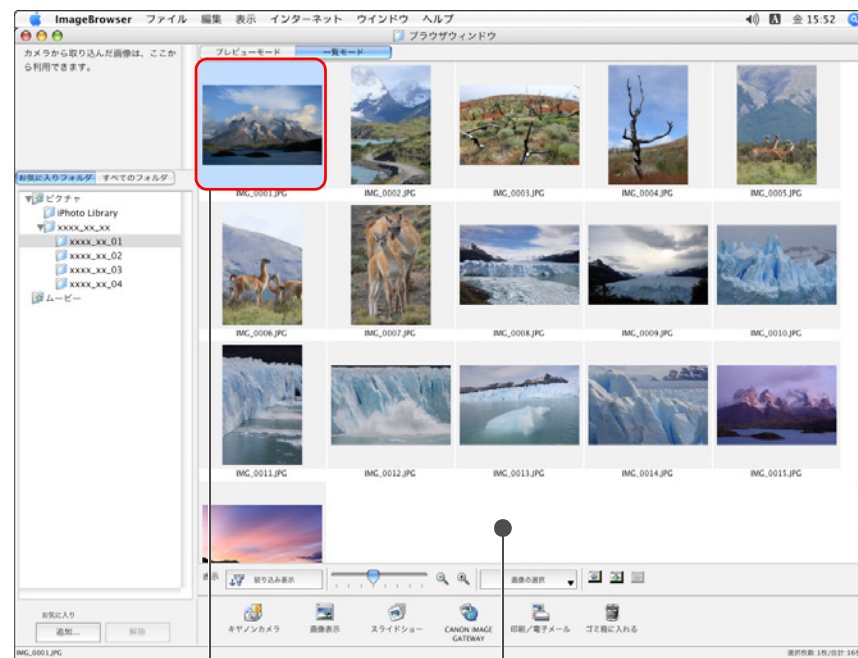 ImageBrowser ファイル 編集 表示 インターネット ウインドウ ヘルプ
金 15:52
ブラウザウィンドウ
カメラから取り込んだ画像は、ここか
ら利用できます。
プレビューモード 一覧モード
お気に入りフォルダ すべてのフォルダ
ピクチャ
iPhoto Library
xxxx_xx_xx
xxxx_xx_01
xxxx_xx_02
xxxx_xx_03
xxxx_xx_04
ムービー
IMG_0001.JPG IMG_0002.JPG IMG_0003.JPG IMG_0004.JPG IMG_0005.JPG
IMG_0006.JPG IMG_0007.JPG IMG_0008.JPG IMG_0009.JPG IMG_0010.JPG
IMG_0011.JPG IMG_0012.JPG IMG_0013.JPG IMG_0014.JPG IMG_0015.JPG
表示 絞り込み表示 画像の選択
お気に入り
追加... 解除
キヤノンカメラ 画像表示 スライドショー CANON IMAGE GATEWAY 印刷/電子メール ゴミ箱に入れる
IMG_0001.JPG 選択枚数: 1枚/合計: 16